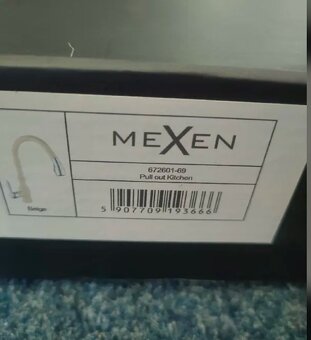 MEXEN
672601-69
Pull out Kitchen
Beige
5 907709 193666